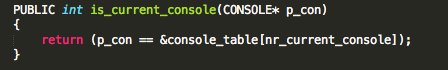 PUBLIC int is_current_console(CONSOLE* p_con)
{
    return (p_con == &console_table[nr_current_console]);
}